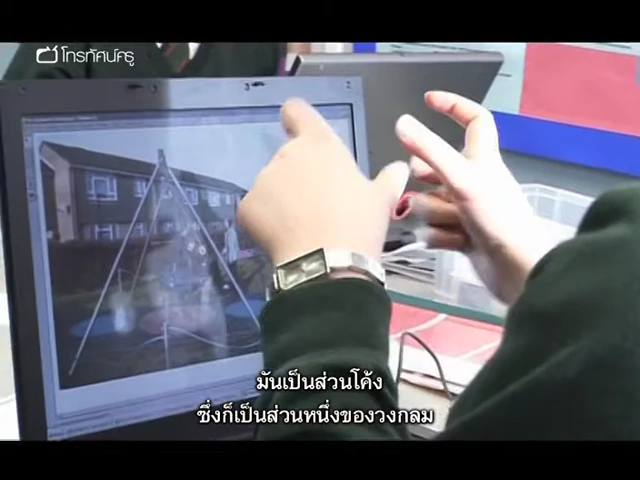 โทรทัศน์ครู
มันเป็นส่วนโค้ง
ซึ่งก็เป็นส่วนหนึ่งของวงกลม